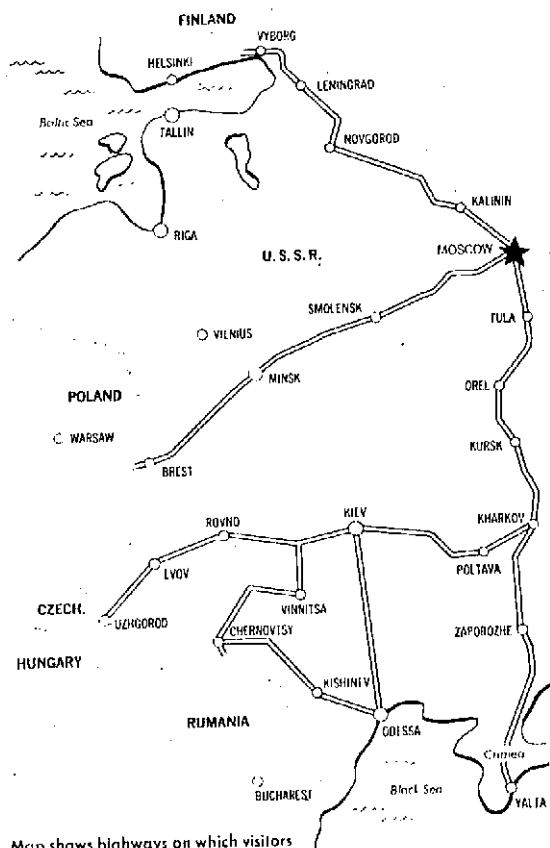 FINLAND
VYBORG
HELSINKI
LENINGRAD
Baltic Sea
TALLIN
NOVGOROD
KALININ
RIGA
MOSCOW
U.S.S.R.
SMOLENSK
TULA
VILNIUS
MINSK
OREL
POLAND
WARSAW
KURSK
BREST
ROVNO
KIEV
KHARKOV
LVOV
POLTAVA
VINNITSA
CZECH.
UZHGOROD
CHERNOVTSY
ZAPOROZHE
HUNGARY
KISHINEV
RUMANIA
ODESSA
Crimea
BUCHAREST
Black Sea
YALTA
Map shows highways on which visitors